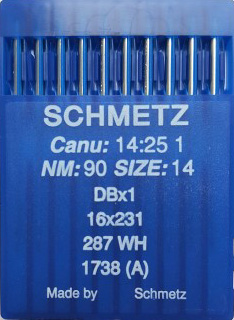 SCHMETZ
Canu: 14:25 1
NM: 90 SIZE: 14
DBx1
16x231
287 WH
1738 (A)
Made by Schmetz